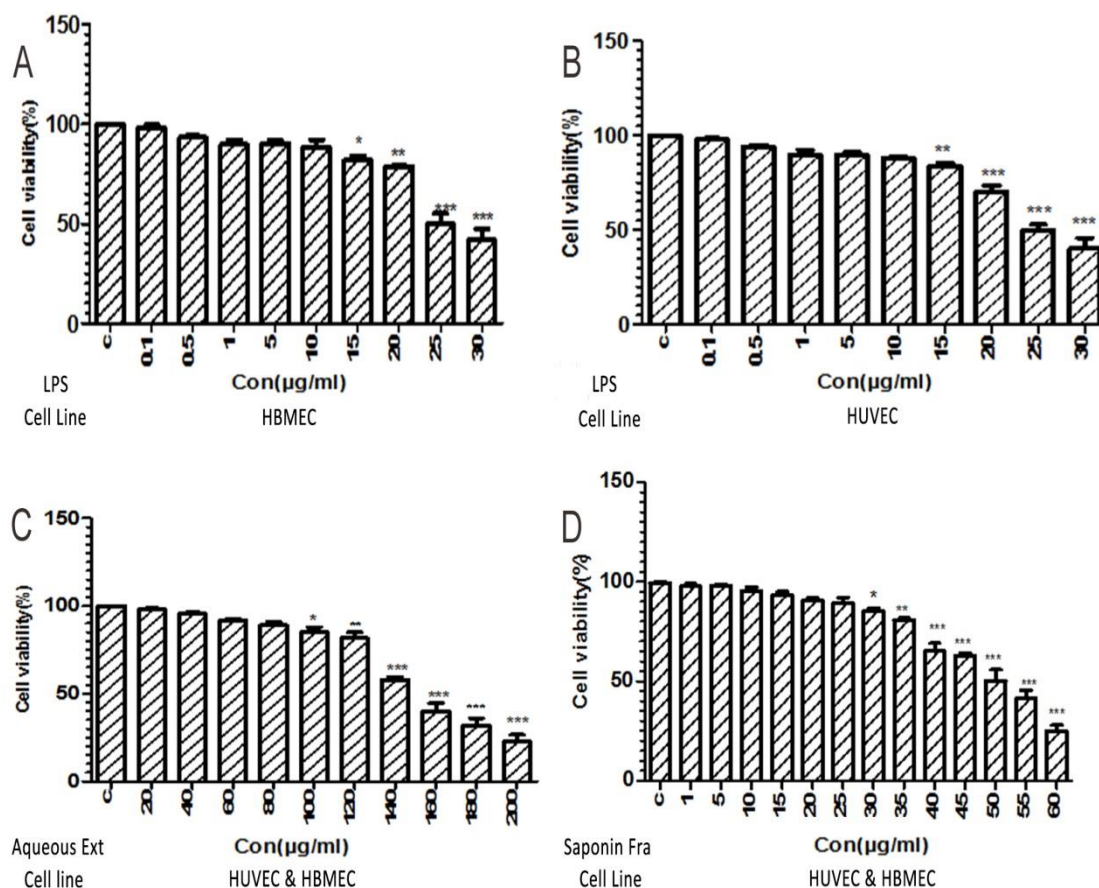 A
Cell viability(%)
150
100
50
0
* ** *** ***
c 0.1 0.5 1 5 10 15 20 25 30
LPS Con(µg/ml)
Cell Line HBMEC
B
Cell viability(%)
150
100
50
0
** *** *** ***
c 0.1 0.5 1 5 10 15 20 25 30
LPS Con(µg/ml)
Cell Line HUVEC
C
Cell viability(%)
150
100
50
0
* ** *** *** *** ***
c 20 40 60 80 100 120 140 160 180 200
Aqueous Ext Con(µg/ml)
Cell line HUVEC & HBMEC
D
Cell viability(%)
150
100
50
0
* ** *** *** *** *** ***
c 1 5 10 15 20 25 30 35 40 45 50 55 60
Saponin Fra Con(µg/ml)
Cell Line HUVEC & HBMEC